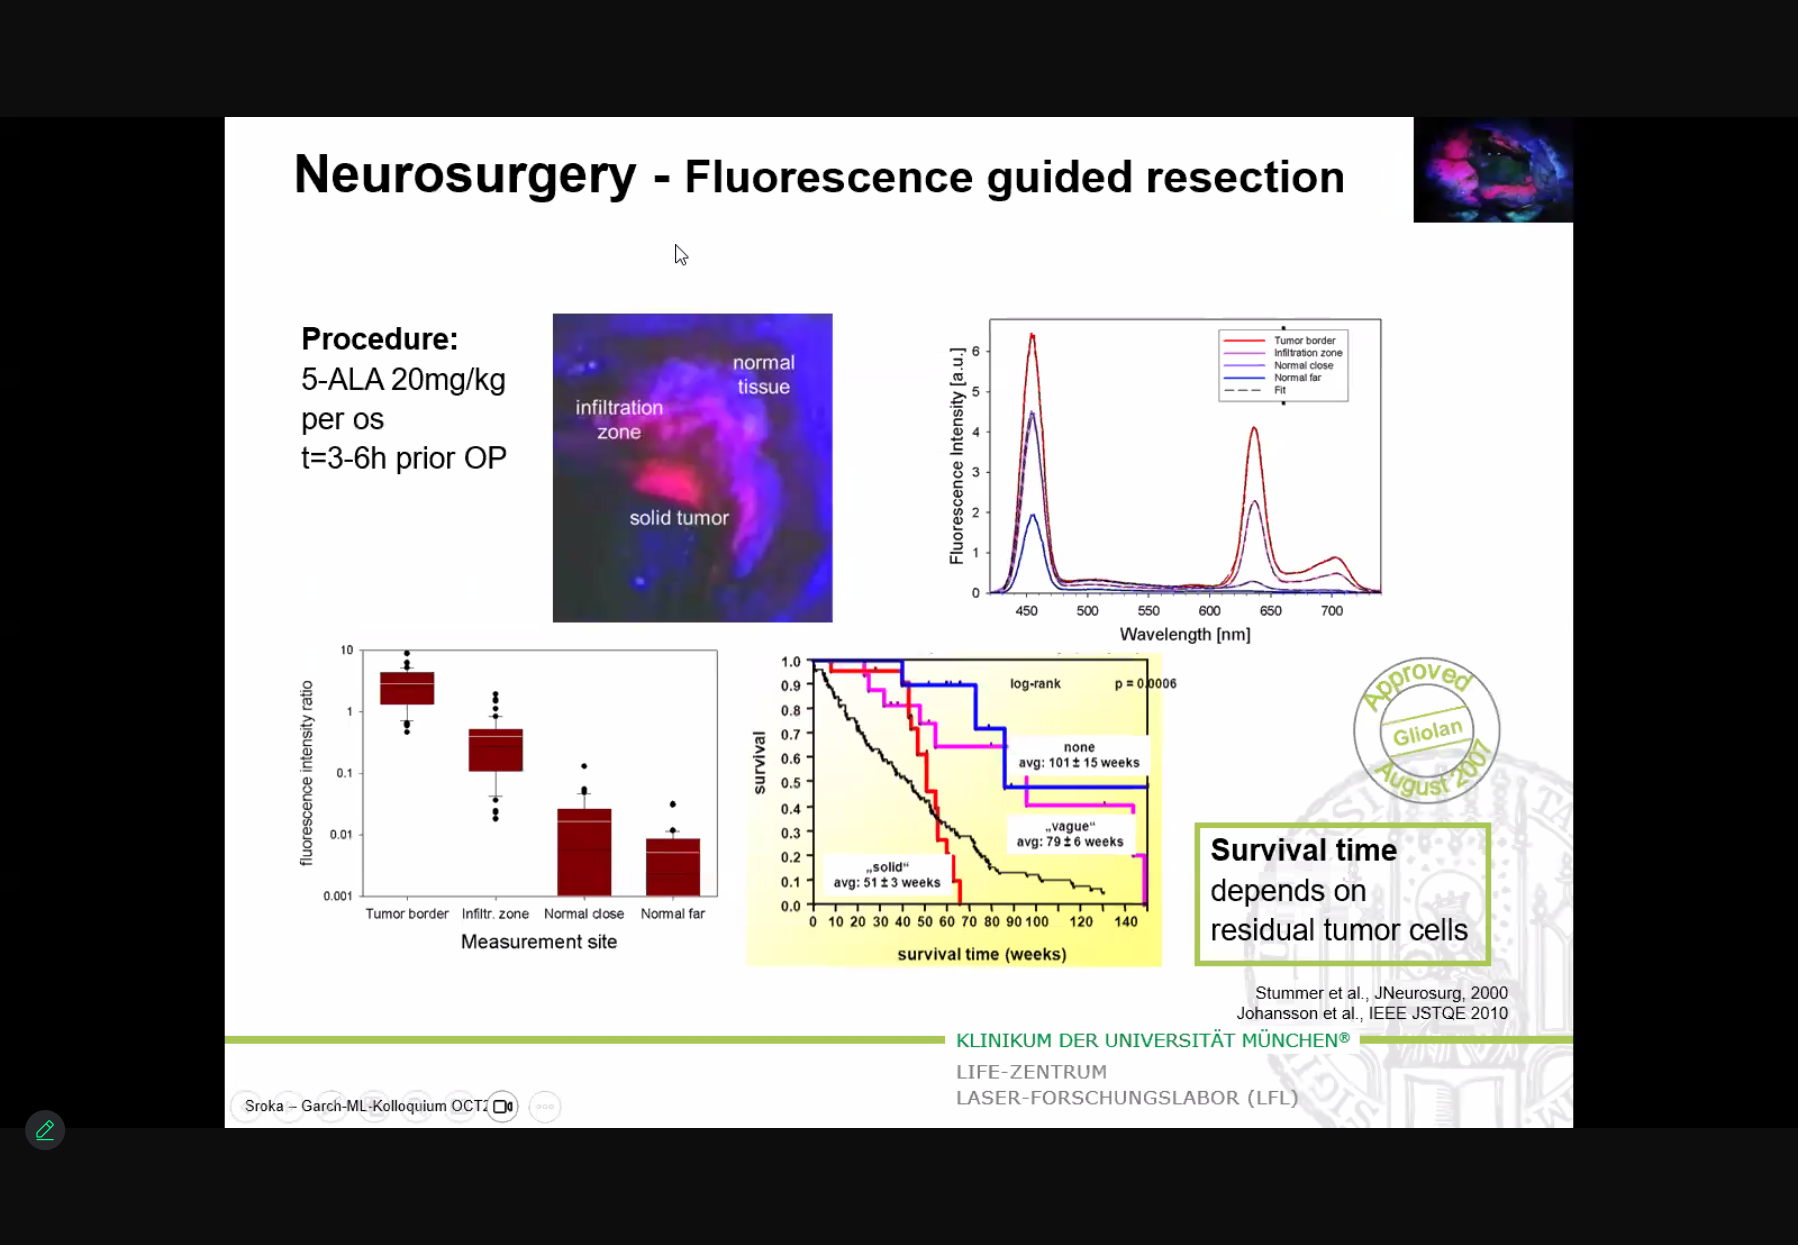 Neurosurgery - Fluorescence guided resection
Procedure:
5-ALA 20mg/kg
per os
t=3-6h prior OP
normal
tissue
infiltration
zone
solid tumor
Fluorescence Intensity [a.u.]
6
5
4
3
2
1
0
Tumor border
Infiltration zone
Normal close
Normal far
Fit
450 500 550 600 650 700
Wavelength [nm]
fluorescence intensity ratio
10
1
0.1
0.01
0.001
Tumor border Infiltr. zone Normal close Normal far
Measurement site
survival
1.0
0.9
0.8
0.7
0.6
0.5
0.4
0.3
0.2
0.1
0.0
log-rank p = 0.0006
none
avg: 101 ± 15 weeks
„vague“
avg: 79 ± 6 weeks
„solid“
avg: 51 ± 3 weeks
0 10 20 30 40 50 60 70 80 90 100 120 140
survival time (weeks)
Approved
Gliolan
August 2007
Survival time
depends on
residual tumor cells
Stummer et al., JNeurosurg, 2000
Johansson et al., IEEE JSTQE 2010
KLINIKUM DER UNIVERSITÄT MÜNCHEN®
LIFE-ZENTRUM
LASER-FORSCHUNGSLABOR (LFL)
Sroka – Garch-ML-Kolloquium